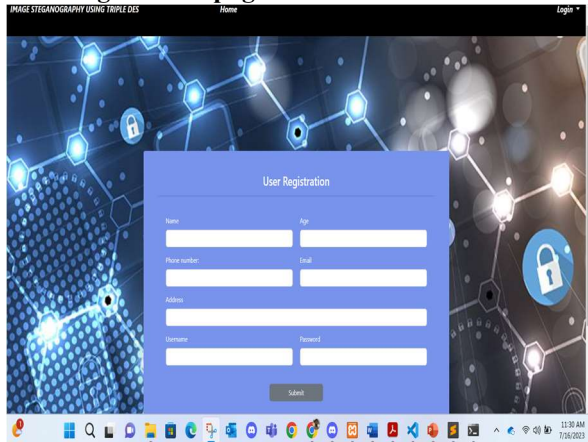 IMAGE STEGANOGRAPHY USING TRIPLE DES Home Login
User Registration
Name Age
Phone number: Email
Address
Username Password
Submit
11:30 AM